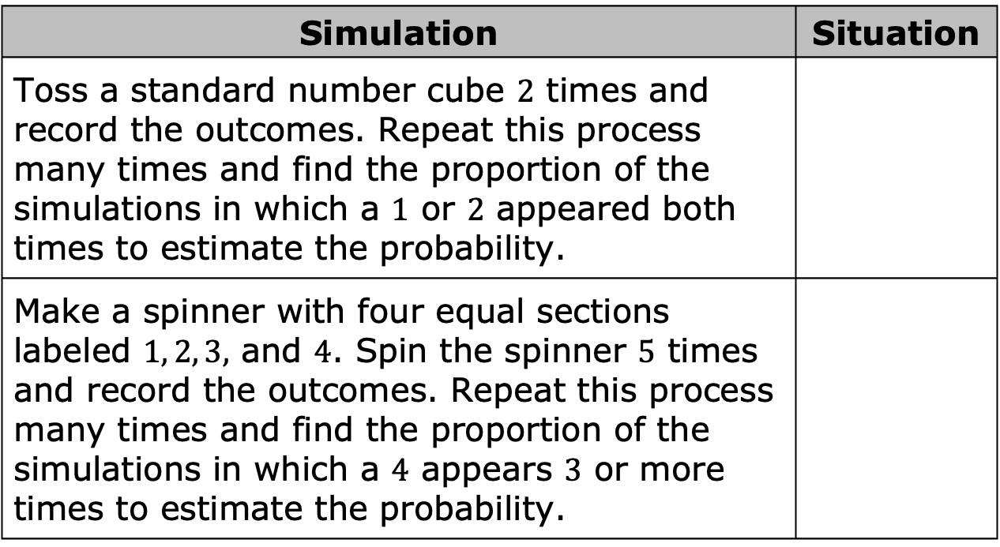 Simulation Situation
Toss a standard number cube 2 times and
record the outcomes. Repeat this process
many times and find the proportion of the
simulations in which a 1 or 2 appeared both
times to estimate the probability.
Make a spinner with four equal sections
labeled 1, 2, 3, and 4. Spin the spinner 5 times
and record the outcomes. Repeat this process
many times and find the proportion of the
simulations in which a 4 appears 3 or more
times to estimate the probability.